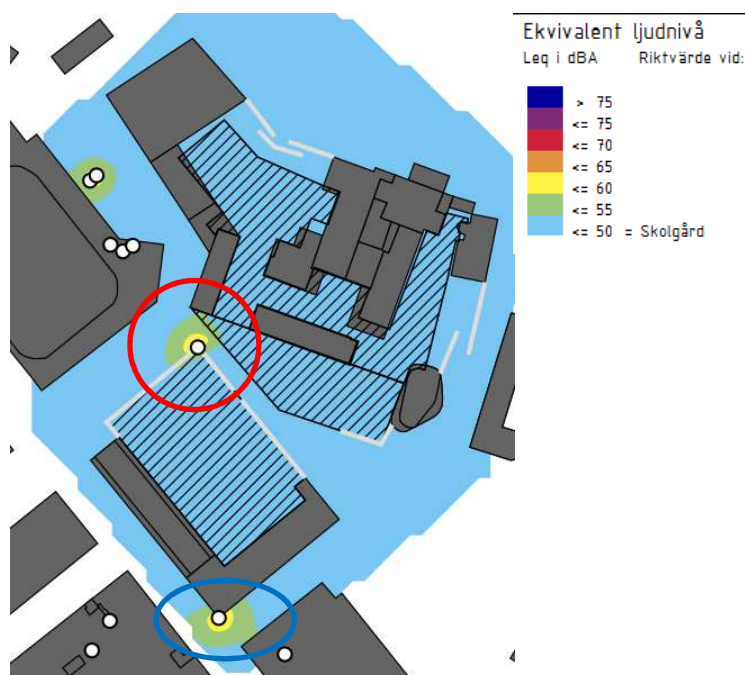 Ekvivalent ljudnivå
Leq i dBA Riktvärde vid:
> 75
<= 75
<= 70
<= 65
<= 60
<= 55
<= 50 = Skolgård